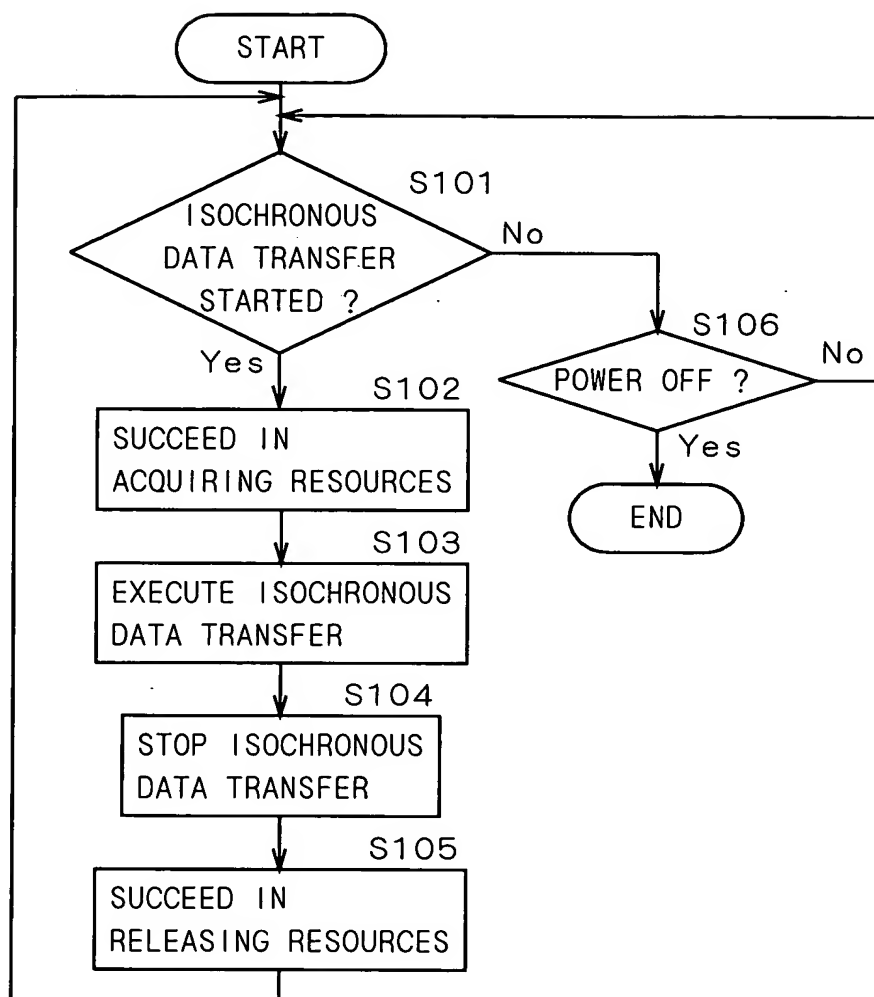 START
S101
ISOCHRONOUS
DATA TRANSFER
STARTED ?
No
Yes
S106
POWER OFF ?
No
Yes
END
S102
SUCCEED IN
ACQUIRING RESOURCES
S103
EXECUTE ISOCHRONOUS
DATA TRANSFER
S104
STOP ISOCHRONOUS
DATA TRANSFER
S105
SUCCEED IN
RELEASING RESOURCES